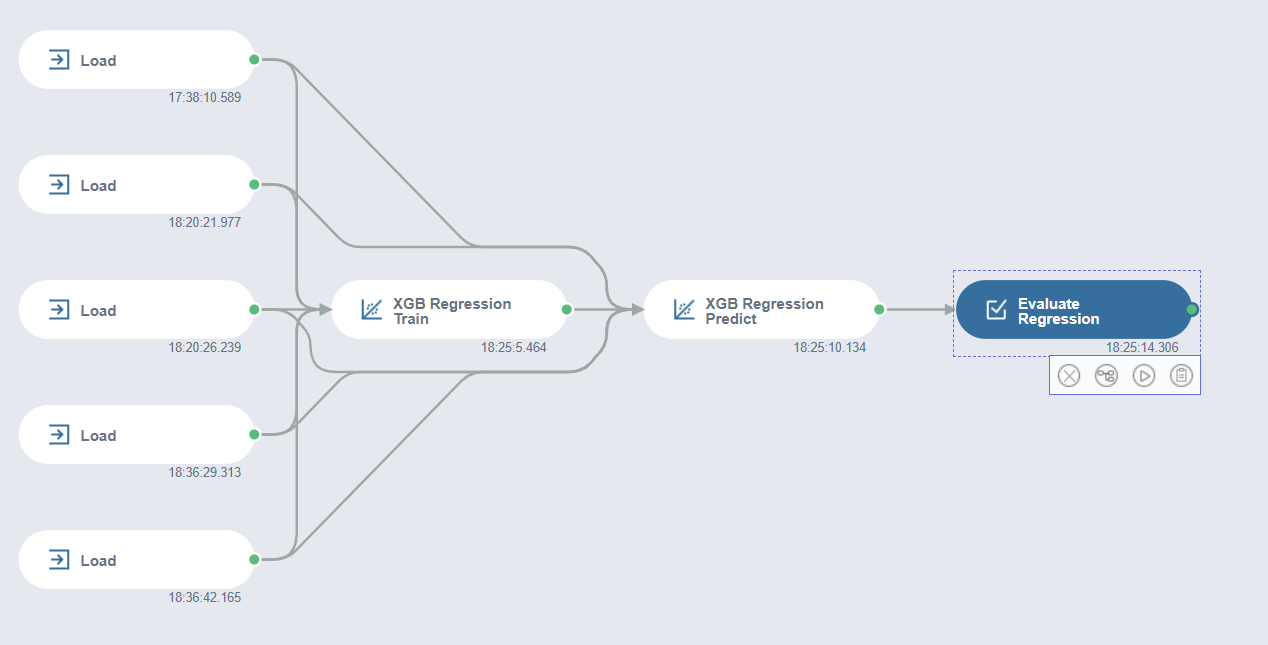 Load
17:38:10.589
Load
18:20:21.977
Load
18:20:26.239
XGB Regression
Train
18:25:5.464
XGB Regression
Predict
18:25:10.134
Evaluate
Regression
18:25:14.306
Load
18:36:29.313
Load
18:36:42.165